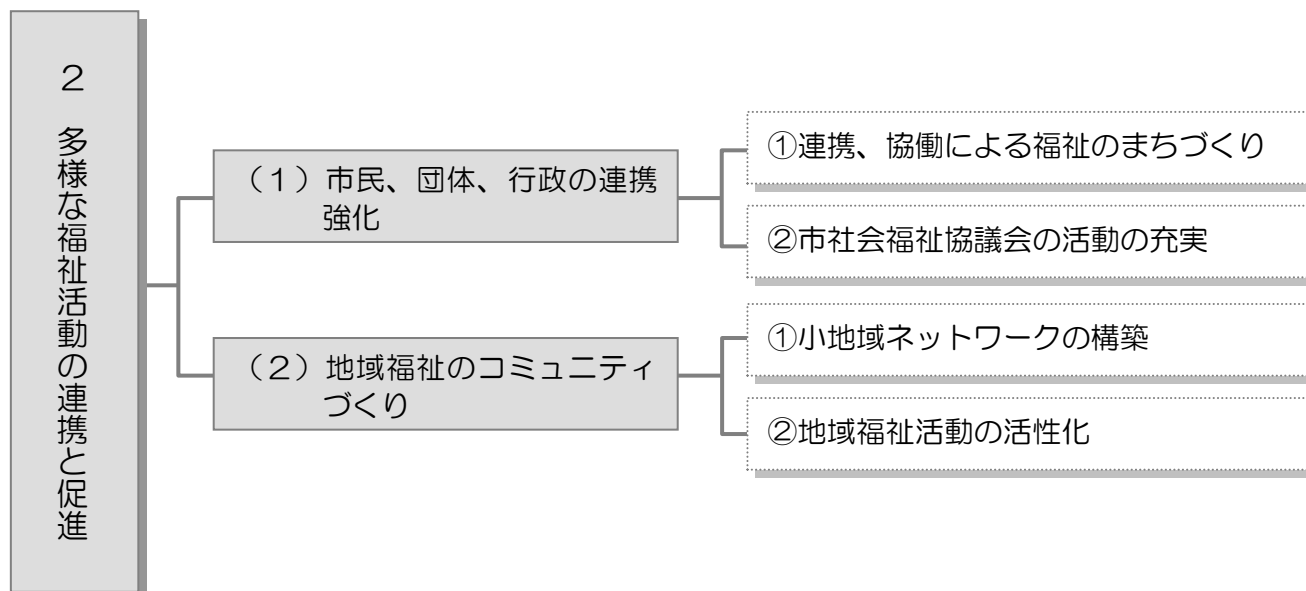 ２　多様な福祉活動の連携と促進
（１）市民、団体、行政の連携
強化
①連携、協働による福祉のまちづくり
②市社会福祉協議会の活動の充実
（２）地域福祉のコミュニティ
づくり
①小地域ネットワークの構築
②地域福祉活動の活性化